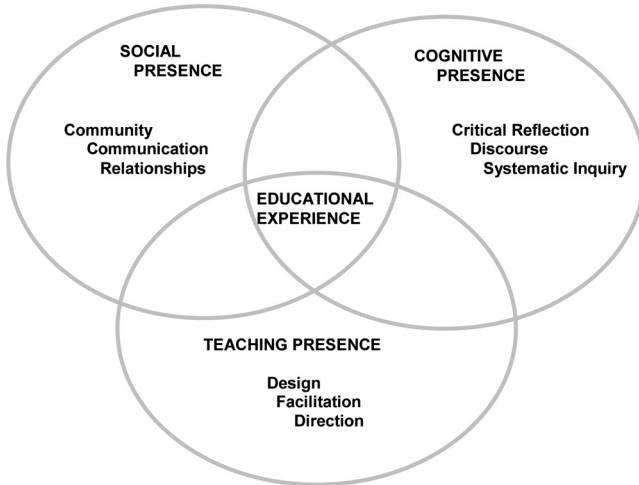 SOCIAL
PRESENCE
Community
Communication
Relationships
COGNITIVE
PRESENCE
Critical Reflection
Discourse
Systematic Inquiry
EDUCATIONAL
EXPERIENCE
TEACHING PRESENCE
Design
Facilitation
Direction